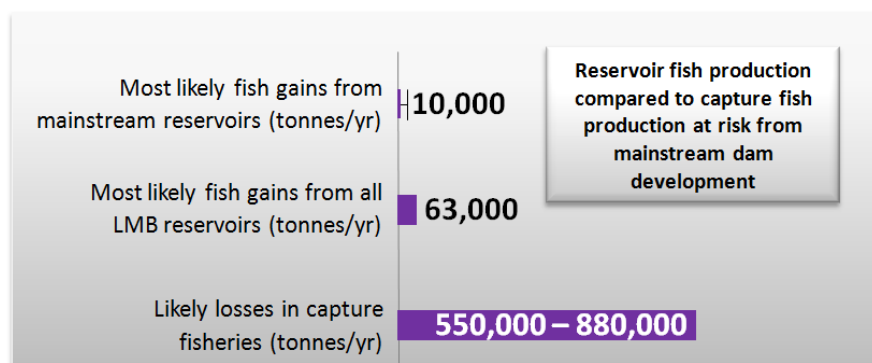 Most likely fish gains from
mainstream reservoirs (tonnes/yr)
10,000
Reservoir fish production
compared to capture fish
production at risk from
mainstream dam
development
Most likely fish gains from all
LMB reservoirs (tonnes/yr)
63,000
Likely losses in capture
fisheries (tonnes/yr)
550,000 – 880,000